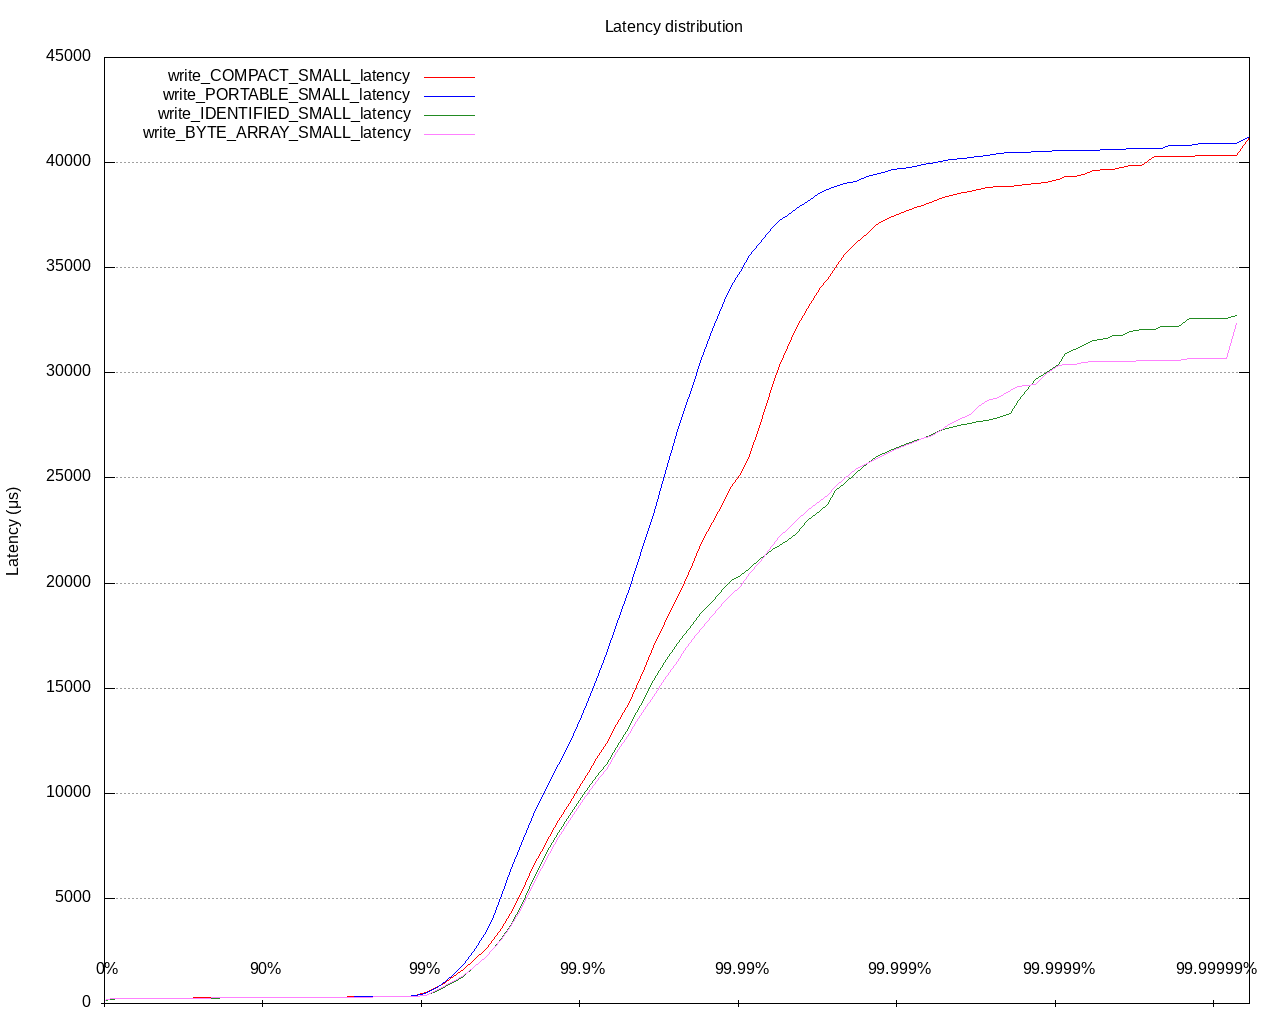 Latency distribution
write_COMPACT_SMALL_latency
write_PORTABLE_SMALL_latency
write_IDENTIFIED_SMALL_latency
write_BYTE_ARRAY_SMALL_latency
45000
40000
35000
30000
25000
20000
15000
10000
5000
0
Latency (µs)
0% 90% 99% 99.9% 99.99% 99.999% 99.9999% 99.99999%